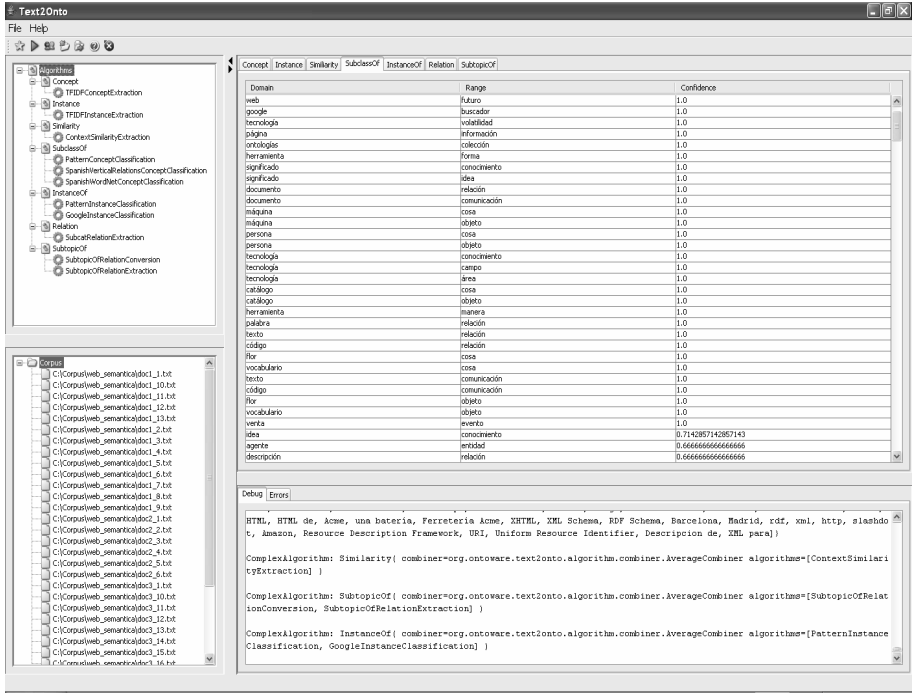 Text2Onto
File Help
Algorithms
Concept
TFIDFConceptExtraction
Instance
TFIDFInstanceExtraction
Similarity
ContextSimilarityExtraction
SubclassOf
PatternConceptClassification
SpanishVerticalRelationsConceptClassification
SpanishWordNetConceptClassification
InstanceOf
PatternInstanceClassification
GoogleInstanceClassification
Relation
SubcatRelationExtraction
SubtopicOf
SubtopicOfRelationConversion
SubtopicOfRelationExtraction
Corpus
C:\Corpus\web_semantica\doc1_1.txt
C:\Corpus\web_semantica\doc1_10.txt
C:\Corpus\web_semantica\doc1_11.txt
C:\Corpus\web_semantica\doc1_12.txt
C:\Corpus\web_semantica\doc1_13.txt
C:\Corpus\web_semantica\doc1_2.txt
C:\Corpus\web_semantica\doc1_3.txt
C:\Corpus\web_semantica\doc1_4.txt
C:\Corpus\web_semantica\doc1_5.txt
C:\Corpus\web_semantica\doc1_6.txt
C:\Corpus\web_semantica\doc1_7.txt
C:\Corpus\web_semantica\doc1_8.txt
C:\Corpus\web_semantica\doc1_9.txt
C:\Corpus\web_semantica\doc2_1.txt
C:\Corpus\web_semantica\doc2_2.txt
C:\Corpus\web_semantica\doc2_3.txt
C:\Corpus\web_semantica\doc2_4.txt
C:\Corpus\web_semantica\doc2_5.txt
C:\Corpus\web_semantica\doc2_6.txt
C:\Corpus\web_semantica\doc3_1.txt
C:\Corpus\web_semantica\doc3_10.txt
C:\Corpus\web_semantica\doc3_11.txt
C:\Corpus\web_semantica\doc3_12.txt
C:\Corpus\web_semantica\doc3_13.txt
C:\Corpus\web_semantica\doc3_14.txt
C:\Corpus\web_semantica\doc3_15.txt
C:\Corpus\web_semantica\doc3_16.txt
Concept Instance Similiarity SubclassOf InstanceOf Relation SubtopicOf
Domain Range Confidence
web futuro 1.0
google buscador 1.0
tecnología volatilidad 1.0
página información 1.0
ontologías colección 1.0
herramienta forma 1.0
significado conocimiento 1.0
significado idea 1.0
documento relación 1.0
documento comunicación 1.0
máquina cosa 1.0
máquina objeto 1.0
persona cosa 1.0
persona objeto 1.0
tecnología conocimiento 1.0
tecnología campo 1.0
tecnología área 1.0
catálogo cosa 1.0
catálogo objeto 1.0
herramienta manera 1.0
palabra relación 1.0
texto relación 1.0
código relación 1.0
flor cosa 1.0
vocabulario cosa 1.0
texto comunicación 1.0
código comunicación 1.0
flor objeto 1.0
vocabulario objeto 1.0
venta evento 1.0
idea conocimiento 0.7142857142857143
agente entidad 0.6666666666666666
descripción relación 0.6666666666666666
Debug Errors
HTML, HTML de, Acme, una batería, Ferretería Acme, XHTML, XML Schema, RDF Schema, Barcelona, Madrid, rdf, xml, http, slashdo
t, Amazon, Resource Description Framework, URI, Uniform Resource Identifier, Descripcion de, XML para])
ComplexAlgorithm: Similarity( combiner=org.ontoware.text2onto.algorithm.combiner.AverageCombiner algorithms=[ContextSimilari
tyExtraction] )
ComplexAlgorithm: SubtopicOf( combiner=org.ontoware.text2onto.algorithm.combiner.AverageCombiner algorithms=[SubtopicOfRelat
ionConversion, SubtopicOfRelationExtraction] )
ComplexAlgorithm: InstanceOf( combiner=org.ontoware.text2onto.algorithm.combiner.AverageCombiner algorithms=[PatternInstance
Classification, GoogleInstanceClassification] )